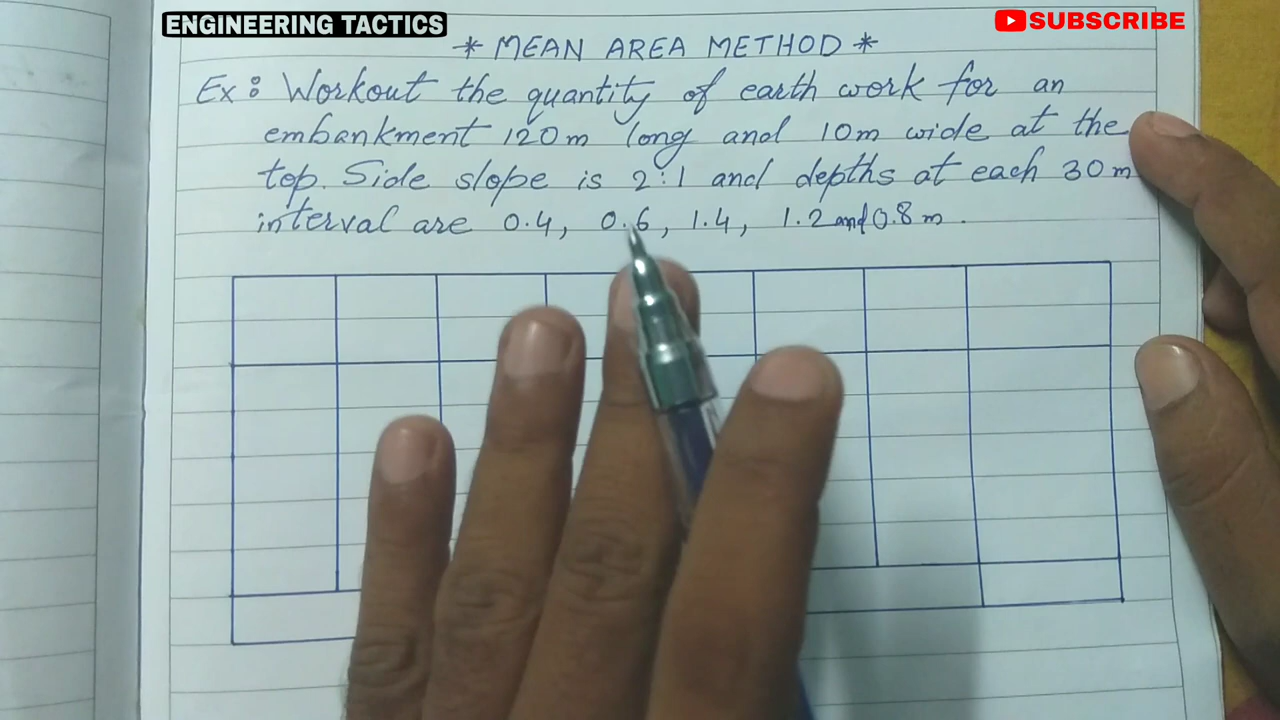 ENGINEERING TACTICS
SUBSCRIBE
* MEAN AREA METHOD *
Ex: Workout the quantity of earth work for an
embankment 120m long and 10m wide at the
top. Side slope is 2:1 and depths at each 30m
interval are 0.4, 0.6, 1.4, 1.2 and 0.8m.